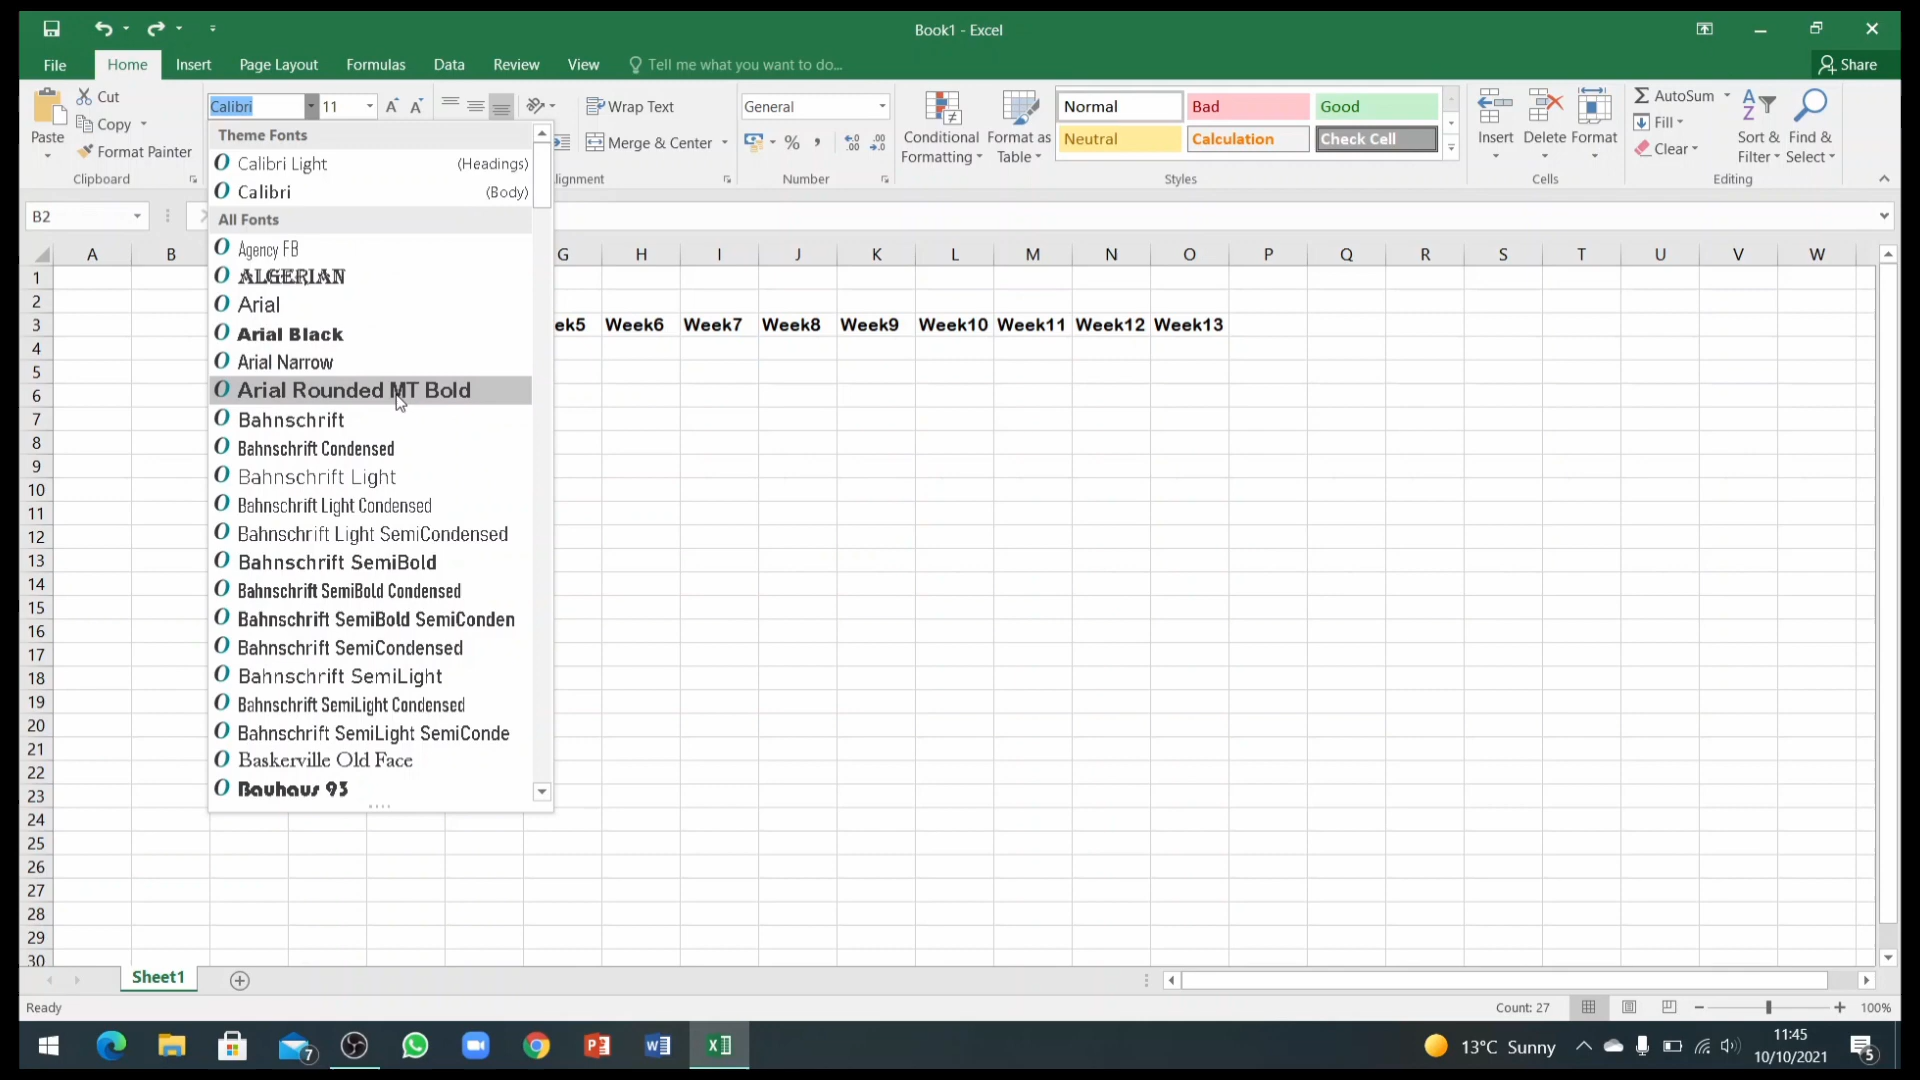 Book1 - Excel
File Home Insert Page Layout Formulas Data Review View Tell me what you want to do... Share
Cut
Copy
Format Painter
Paste
Clipboard
Calibri 11
Wrap Text
Merge & Center
lignment
General
%
Number
Conditional Formatting
Format as Table
Normal Bad Good
Neutral Calculation Check Cell
Styles
Insert Delete Format
Cells
AutoSum
Fill
Clear
Sort & Filter
Find & Select
Editing
B2
Theme Fonts
Calibri Light (Headings)
Calibri (Body)
All Fonts
Agency FB
ALGERIAN
Arial
Arial Black
Arial Narrow
Arial Rounded MT Bold
Bahnschrift
Bahnschrift Condensed
Bahnschrift Light
Bahnschrift Light Condensed
Bahnschrift Light SemiCondensed
Bahnschrift SemiBold
Bahnschrift SemiBold Condensed
Bahnschrift SemiBold SemiConden
Bahnschrift SemiCondensed
Bahnschrift SemiLight
Bahnschrift SemiLight Condensed
Bahnschrift SemiLight SemiConde
Baskerville Old Face
Bauhaus 93
A B G H I J K L M N O P Q R S T U V W
1
2
3 ek5 Week6 Week7 Week8 Week9 Week10 Week11 Week12 Week13
4
5
6
7
8
9
10
11
12
13
14
15
16
17
18
19
20
21
22
23
24
25
26
27
28
29
30
Sheet1
Ready Count: 27 100%
7 13°C Sunny 11:45
10/10/2021 5